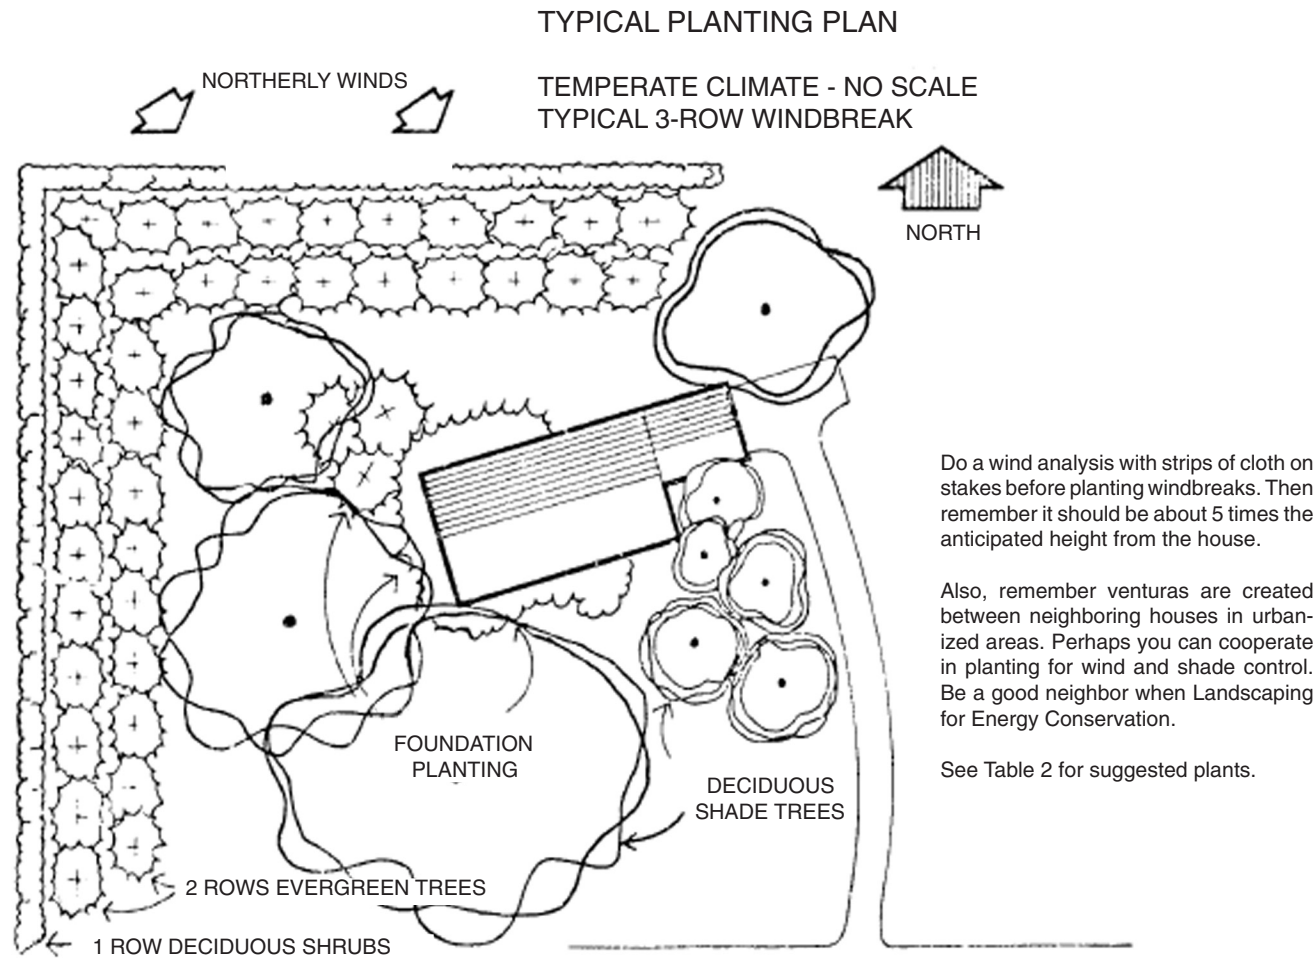 TYPICAL PLANTING PLAN
NORTHERLY WINDS
TEMPERATE CLIMATE - NO SCALE
TYPICAL 3-ROW WINDBREAK
NORTH
Do a wind analysis with strips of cloth on
stakes before planting windbreaks. Then
remember it should be about 5 times the
anticipated height from the house.
Also, remember venturas are created
between neighboring houses in urban-
ized areas. Perhaps you can cooperate
in planting for wind and shade control.
Be a good neighbor when Landscaping
for Energy Conservation.
See Table 2 for suggested plants.
FOUNDATION
PLANTING
DECIDUOUS
SHADE TREES
2 ROWS EVERGREEN TREES
1 ROW DECIDUOUS SHRUBS